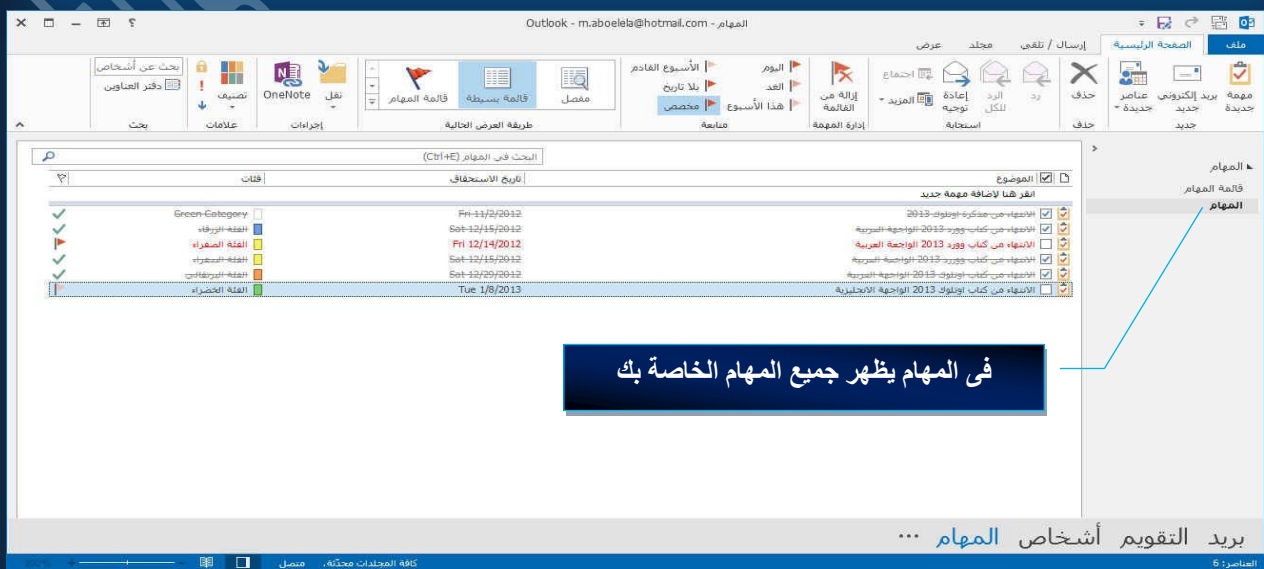 المهام - Outlook - m.aboelela@hotmail.com
ملف الصفحة الرئيسية إرسال / تلقي مجلد عرض
مهمة جديدة
بريد إلكتروني جديد
عناصر جديدة
جديد
حذف
حذف
رد
الرد للكل
إعادة توجيه
اجتماع
المزيد
استجابة
إزالة من القائمة
إدارة المهمة
اليوم
الغد
هذا الأسبوع
الأسبوع القادم
بلا تاريخ
مخصص
متابعة
مفصل
قائمة بسيطة
قائمة المهام
طريقة العرض الحالية
نقل
OneNote
إجراءات
تصنيف
علامات
بحث عن أشخاص
دفتر العناوين
بحث
المهام
قائمة المهام
المهام
البحث في المهام (Ctrl+E)
الموضوع تاريخ الاستحقاق فئات
انقر هنا لإضافة مهمة جديد
الانتهاء من مذكرة اوتلوك 2013 Fri 11/2/2012 Green Category
الانتهاء من كتاب وورد 2013 الواجهة العربية Sat 12/15/2012 الفئة الزرقاء
الانتهاء من كتاب وورد 2013 الواجعة العربية Fri 12/14/2012 الفئة الصفراء
الانتهاء من كتاب وورد 2013 الواجهة العربية Sat 12/15/2012 الفئة الصفراء
الانتهاء من كتاب اوتلوك 2013 الواجهة العربية Sat 12/29/2012 الفئة البرتقالي
الانتهاء من كتاب اوتلوك 2013 الواجهة الانجليزية Tue 1/8/2013 الفئة الخضراء
فى المهام يظهر جميع المهام الخاصة بك
بريد التقويم أشخاص المهام ...
العناصر: 6 كافة المجلدات محدّثة. متصل